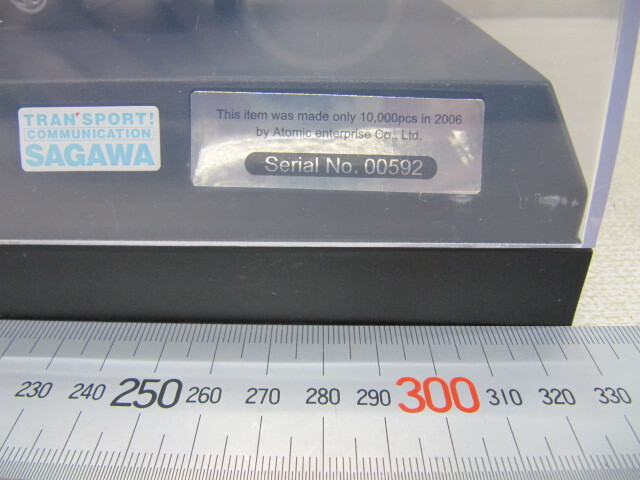 TRAN'SPORT!
COMMUNICATION
SAGAWA
This item was made only 10,000pcs in 2006
by Atomic enterprise Co., Ltd.
Serial No. 00592
230 240 250 260 270 280 290 300 310 320 330